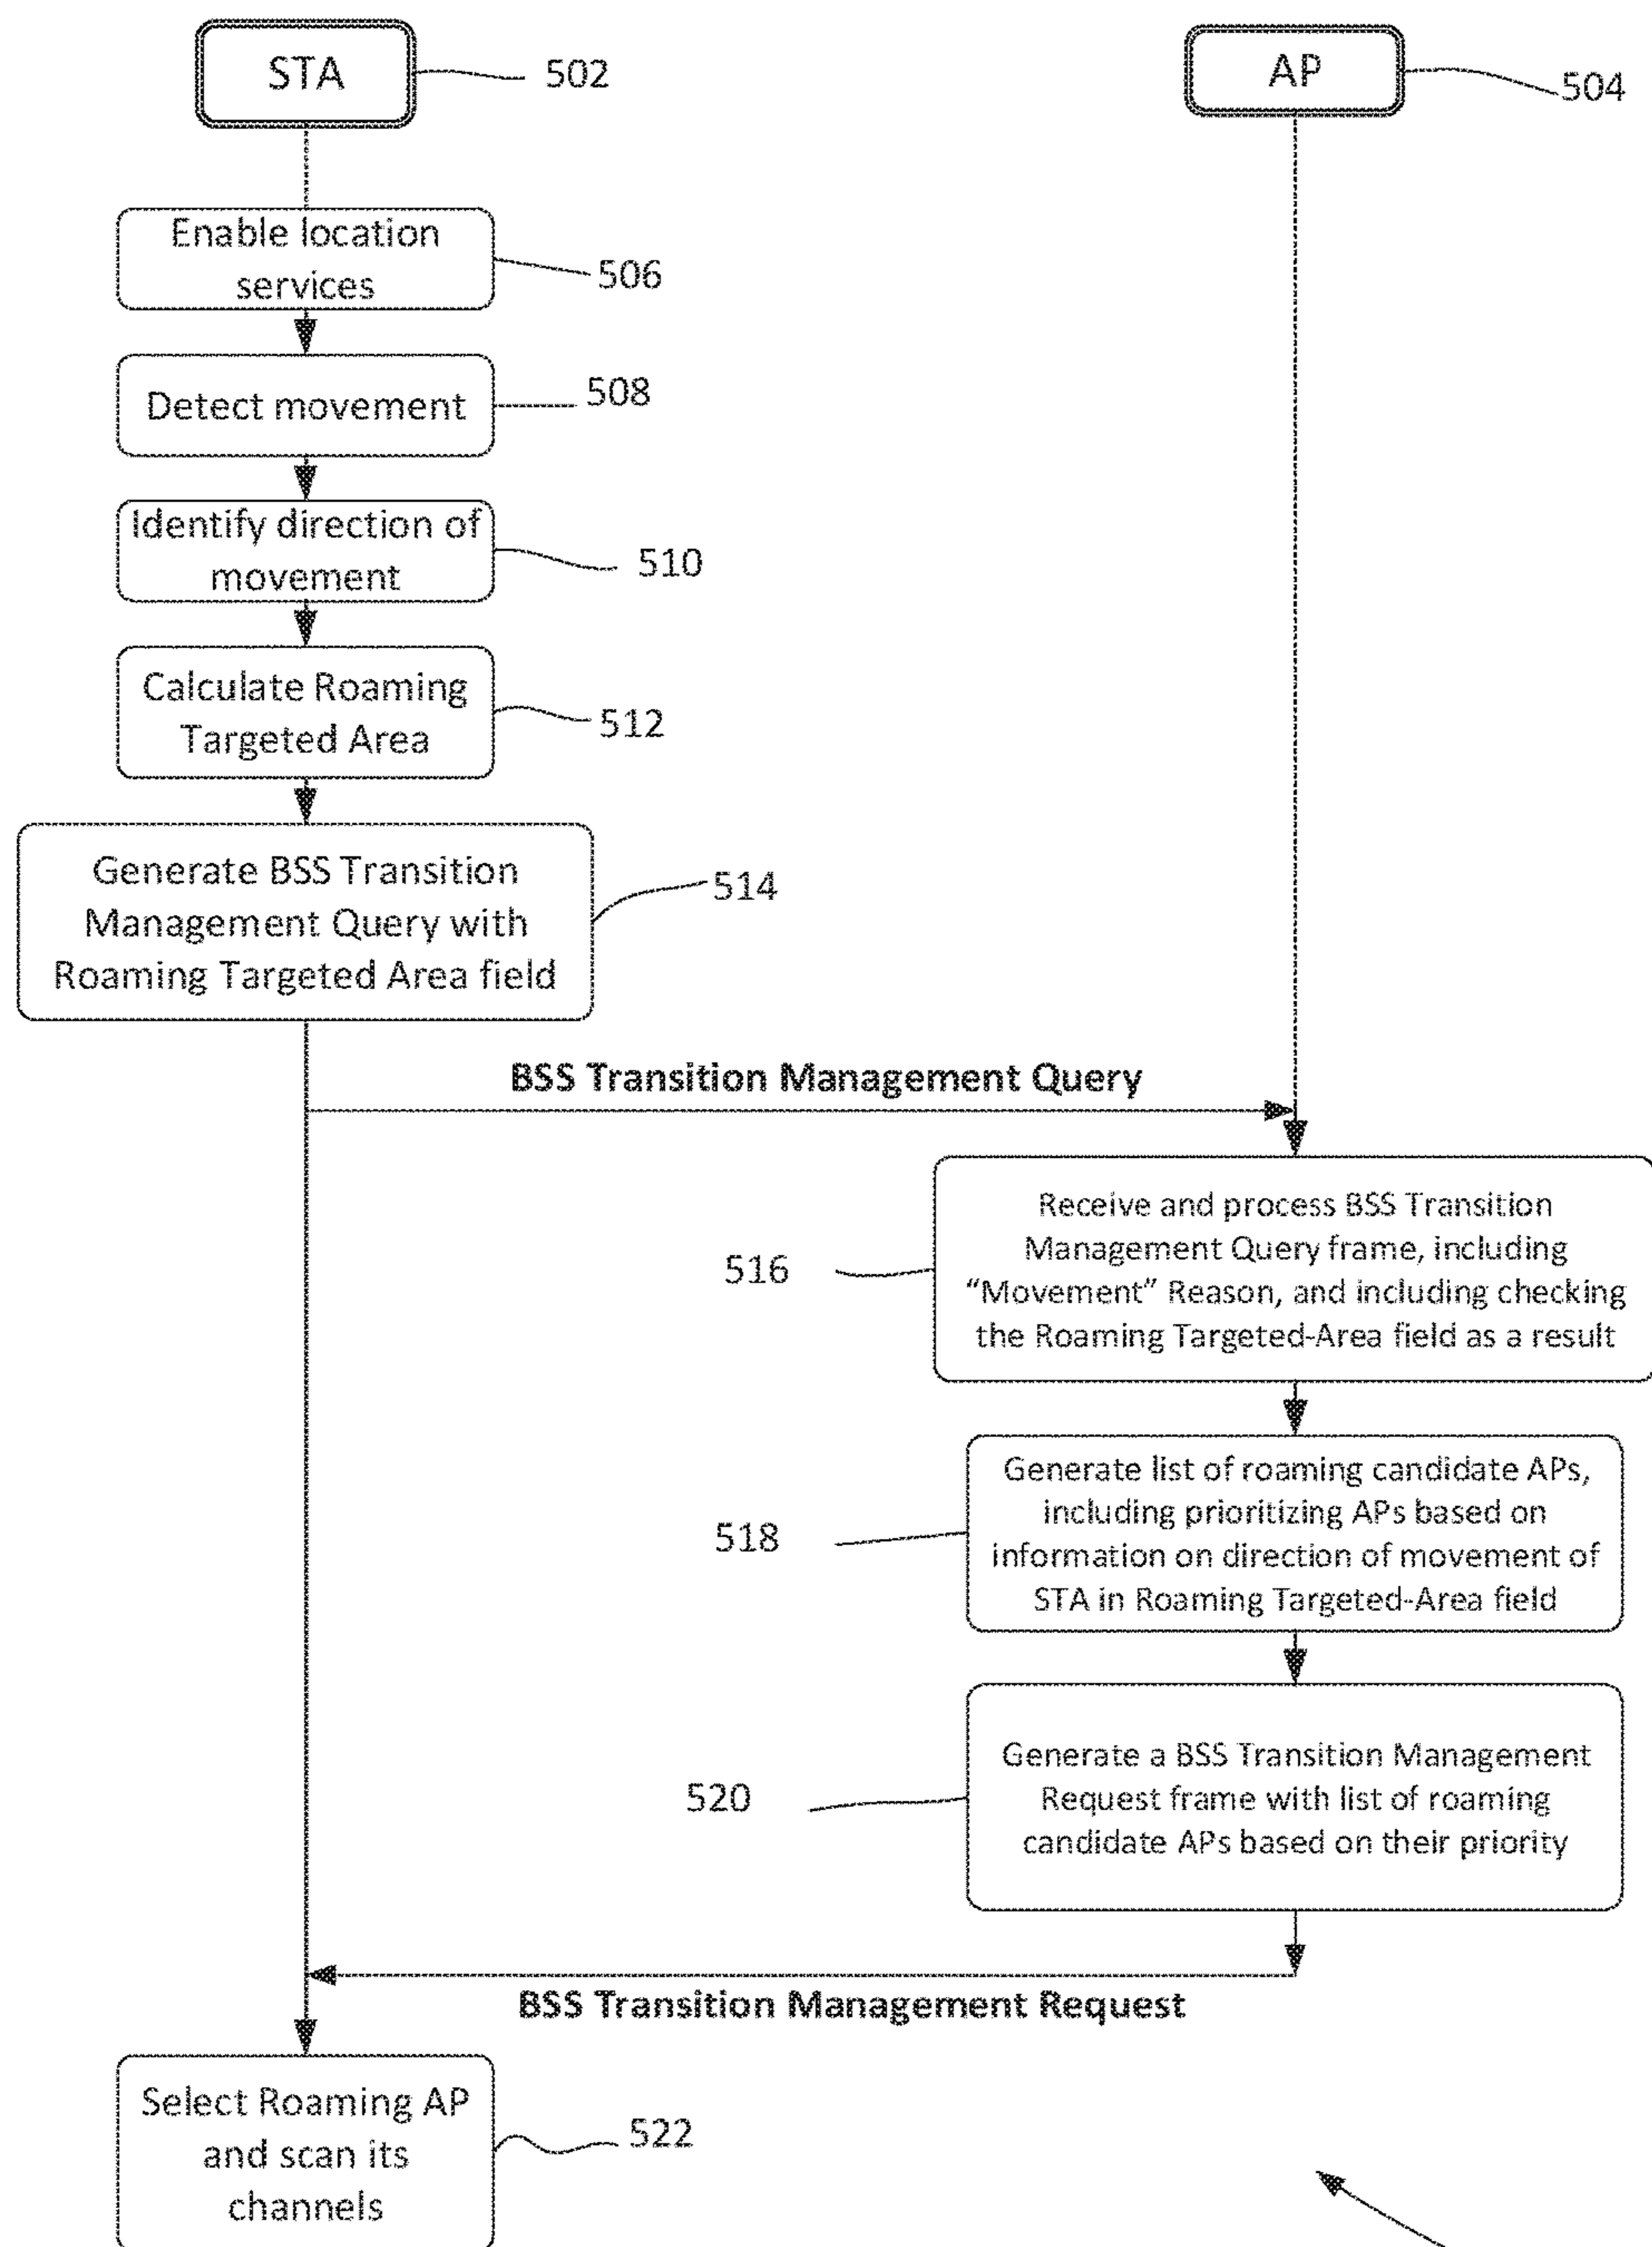 STA
502
AP
504
Enable location
services
506
Detect movement
508
Identify direction of
movement
510
Calculate Roaming
Targeted Area
512
Generate BSS Transition
Management Query with
Roaming Targeted Area field
514
BSS Transition Management Query
Receive and process BSS Transition
Management Query frame, including
“Movement” Reason, and including checking
the Roaming Targeted-Area field as a result
516
Generate list of roaming candidate APs,
including prioritizing APs based on
information on direction of movement of
STA in Roaming Targeted-Area field
518
Generate a BSS Transition Management
Request frame with list of roaming
candidate APs based on their priority
520
BSS Transition Management Request
Select Roaming AP
and scan its
channels
522